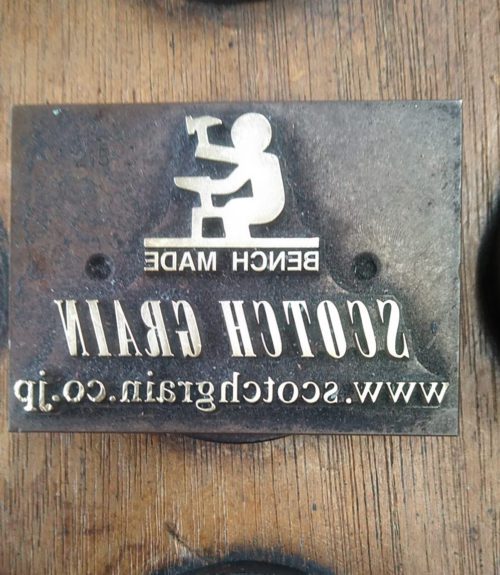 BENCH MADE
SCOTCH GRAIN
www.scotchgrain.co.jp